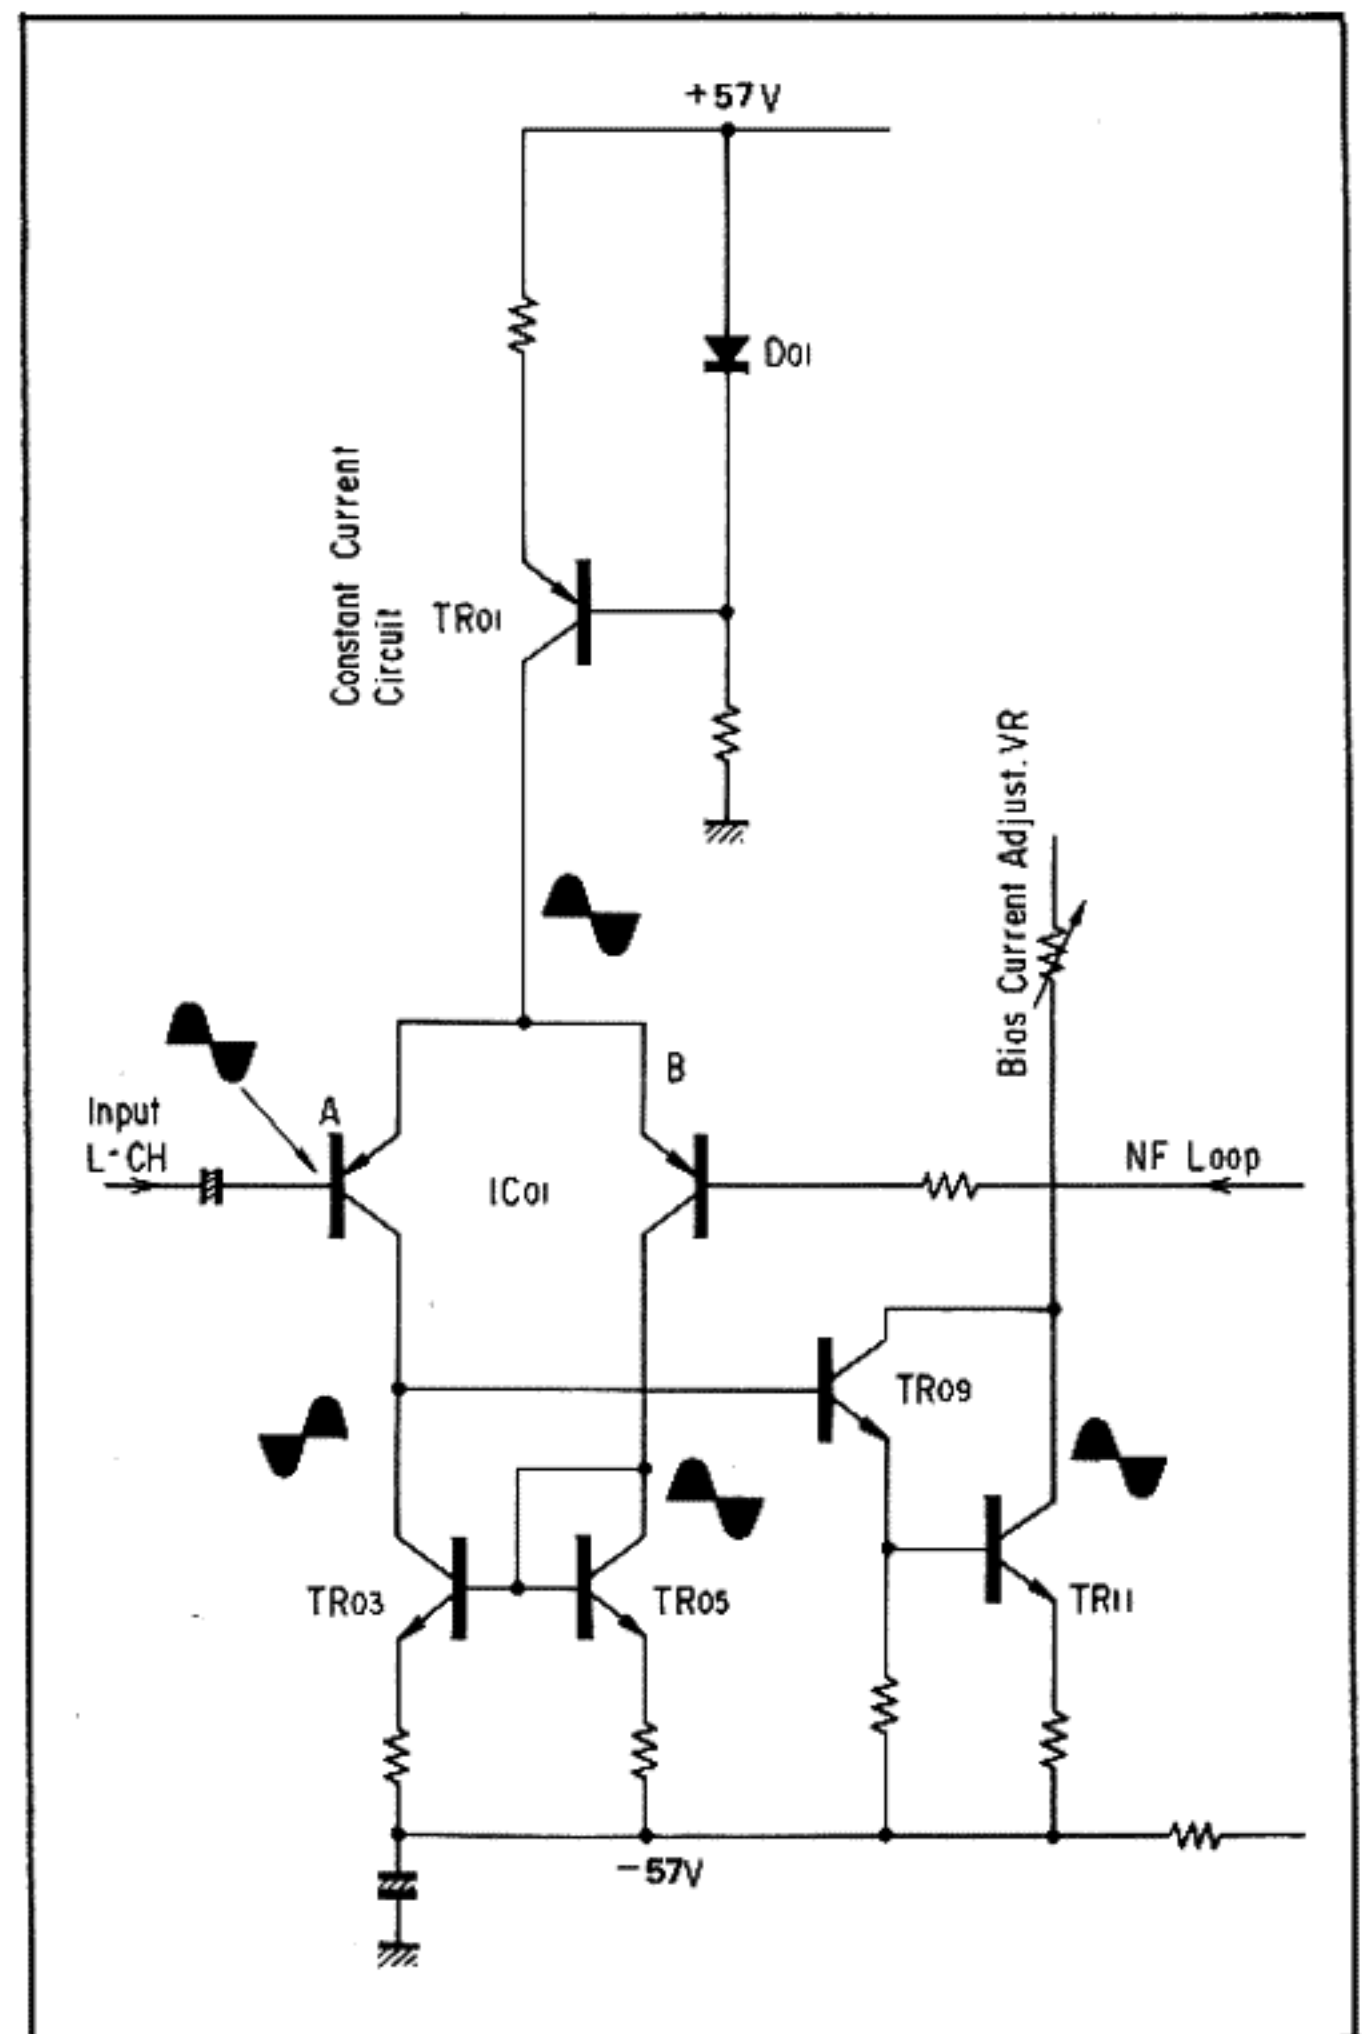 +57V
D01
Constant Current
Circuit
TR01
Bias Current Adjust. VR
B
A
Input
L-CH
IC01
NF Loop
TR09
TR03
TR05
TR11
-57V